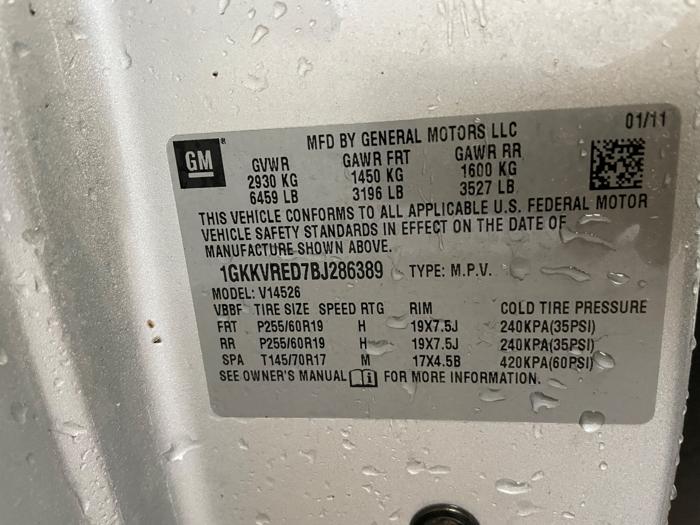 GM
MFD BY GENERAL MOTORS LLC 01/11
GVWR GAWR FRT GAWR RR
2930 KG 1450 KG 1600 KG
6459 LB 3196 LB 3527 LB
THIS VEHICLE CONFORMS TO ALL APPLICABLE U.S. FEDERAL MOTOR
VEHICLE SAFETY STANDARDS IN EFFECT ON THE DATE OF
MANUFACTURE SHOWN ABOVE.
1GKKVRED7BJ286389 TYPE: M.P.V.
MODEL: V14526
VBBF TIRE SIZE SPEED RTG RIM COLD TIRE PRESSURE
FRT P255/60R19 H 19X7.5J 240KPA(35PSI)
RR P255/60R19 H 19X7.5J 240KPA(35PSI)
SPA T145/70R17 M 17X4.5B 420KPA(60PSI)
SEE OWNER'S MANUAL i FOR MORE INFORMATION.